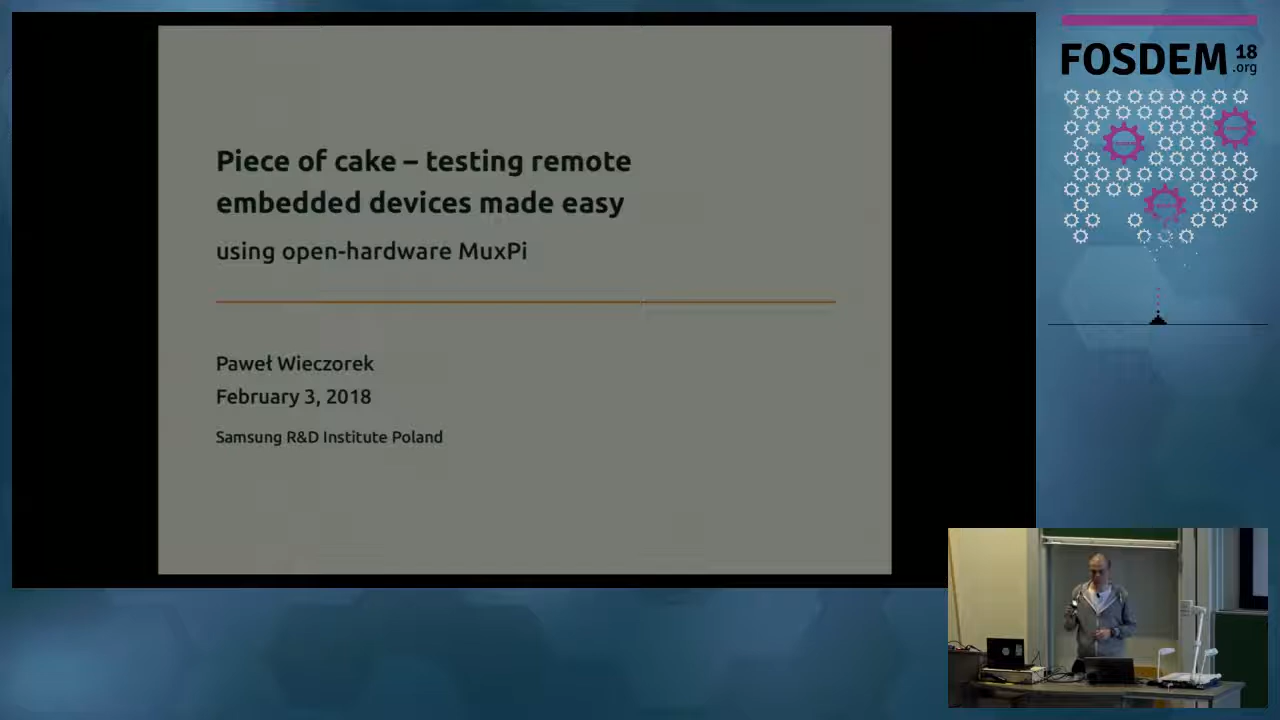 Piece of cake – testing remote
embedded devices made easy
using open-hardware MuxPi
Paweł Wieczorek
February 3, 2018
Samsung R&D Institute Poland
FOSDEM 18
.org